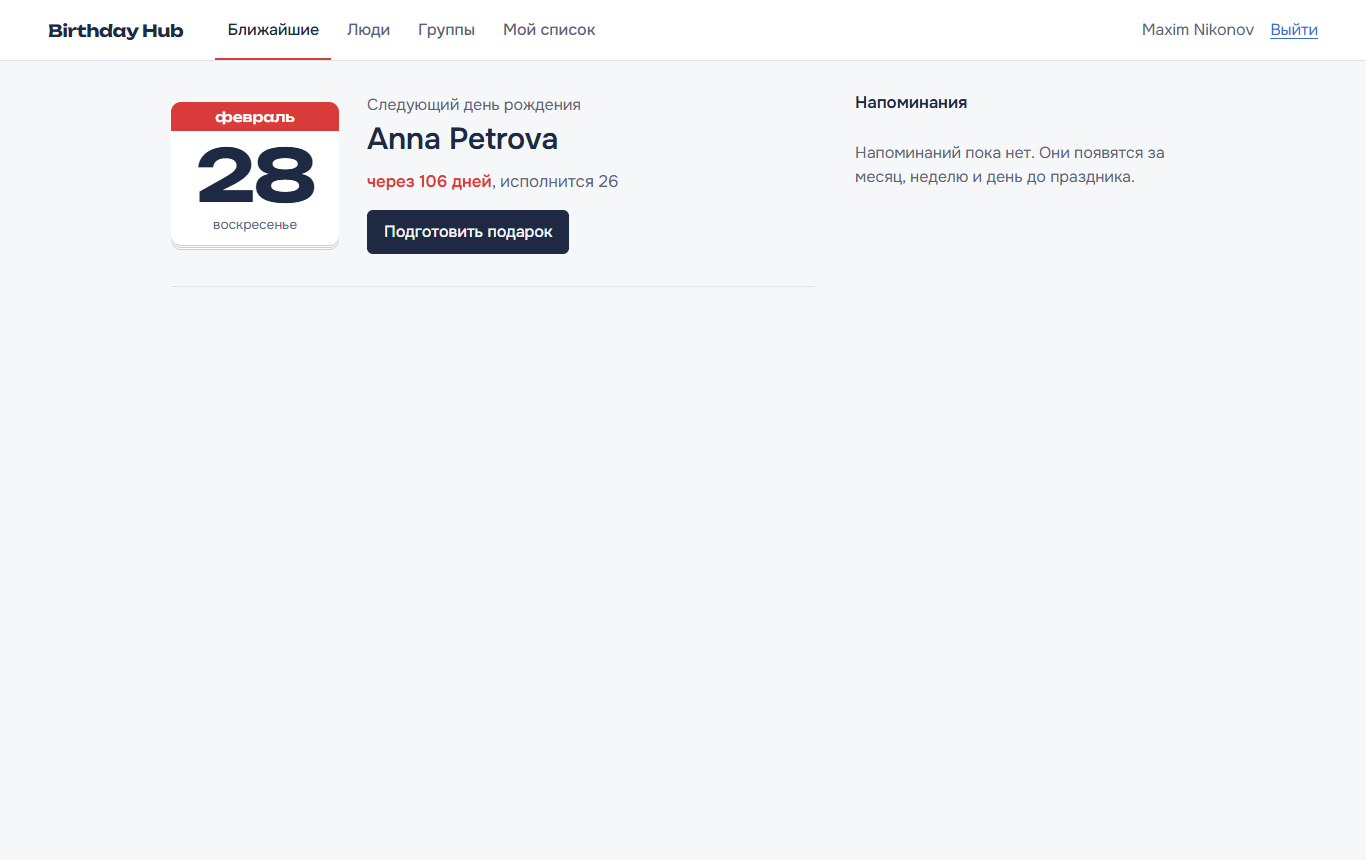 Birthday Hub
Ближайшие
Люди
Группы
Мой список
Maxim Nikonov
Выйти
февраль
28
воскресенье
Следующий день рождения
Anna Petrova
через 106 дней, исполнится 26
Подготовить подарок
Напоминания
Напоминаний пока нет. Они появятся за
месяц, неделю и день до праздника.